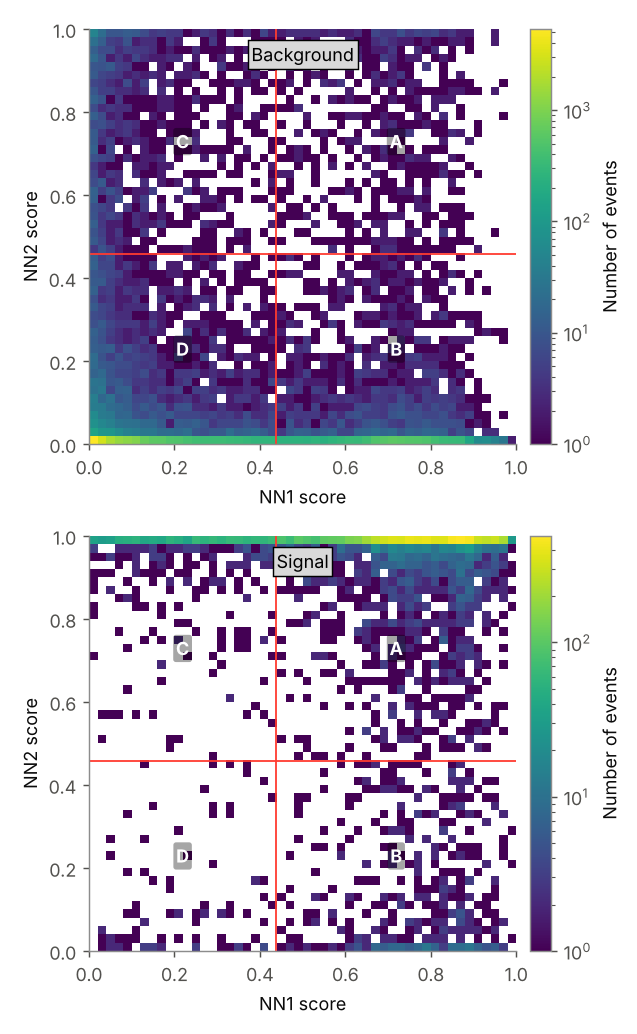 1.0
Background
0.8
C
A
0.6
0.4
D
B
0.2
0.0
0.0 0.2 0.4 0.6 0.8 1.0
NN1 score
NN2 score
10³
10²
10¹
10⁰
Number of events
1.0
Signal
0.8
C
A
0.6
0.4
D
B
0.2
0.0
0.0 0.2 0.4 0.6 0.8 1.0
NN1 score
NN2 score
10²
10¹
10⁰
Number of events